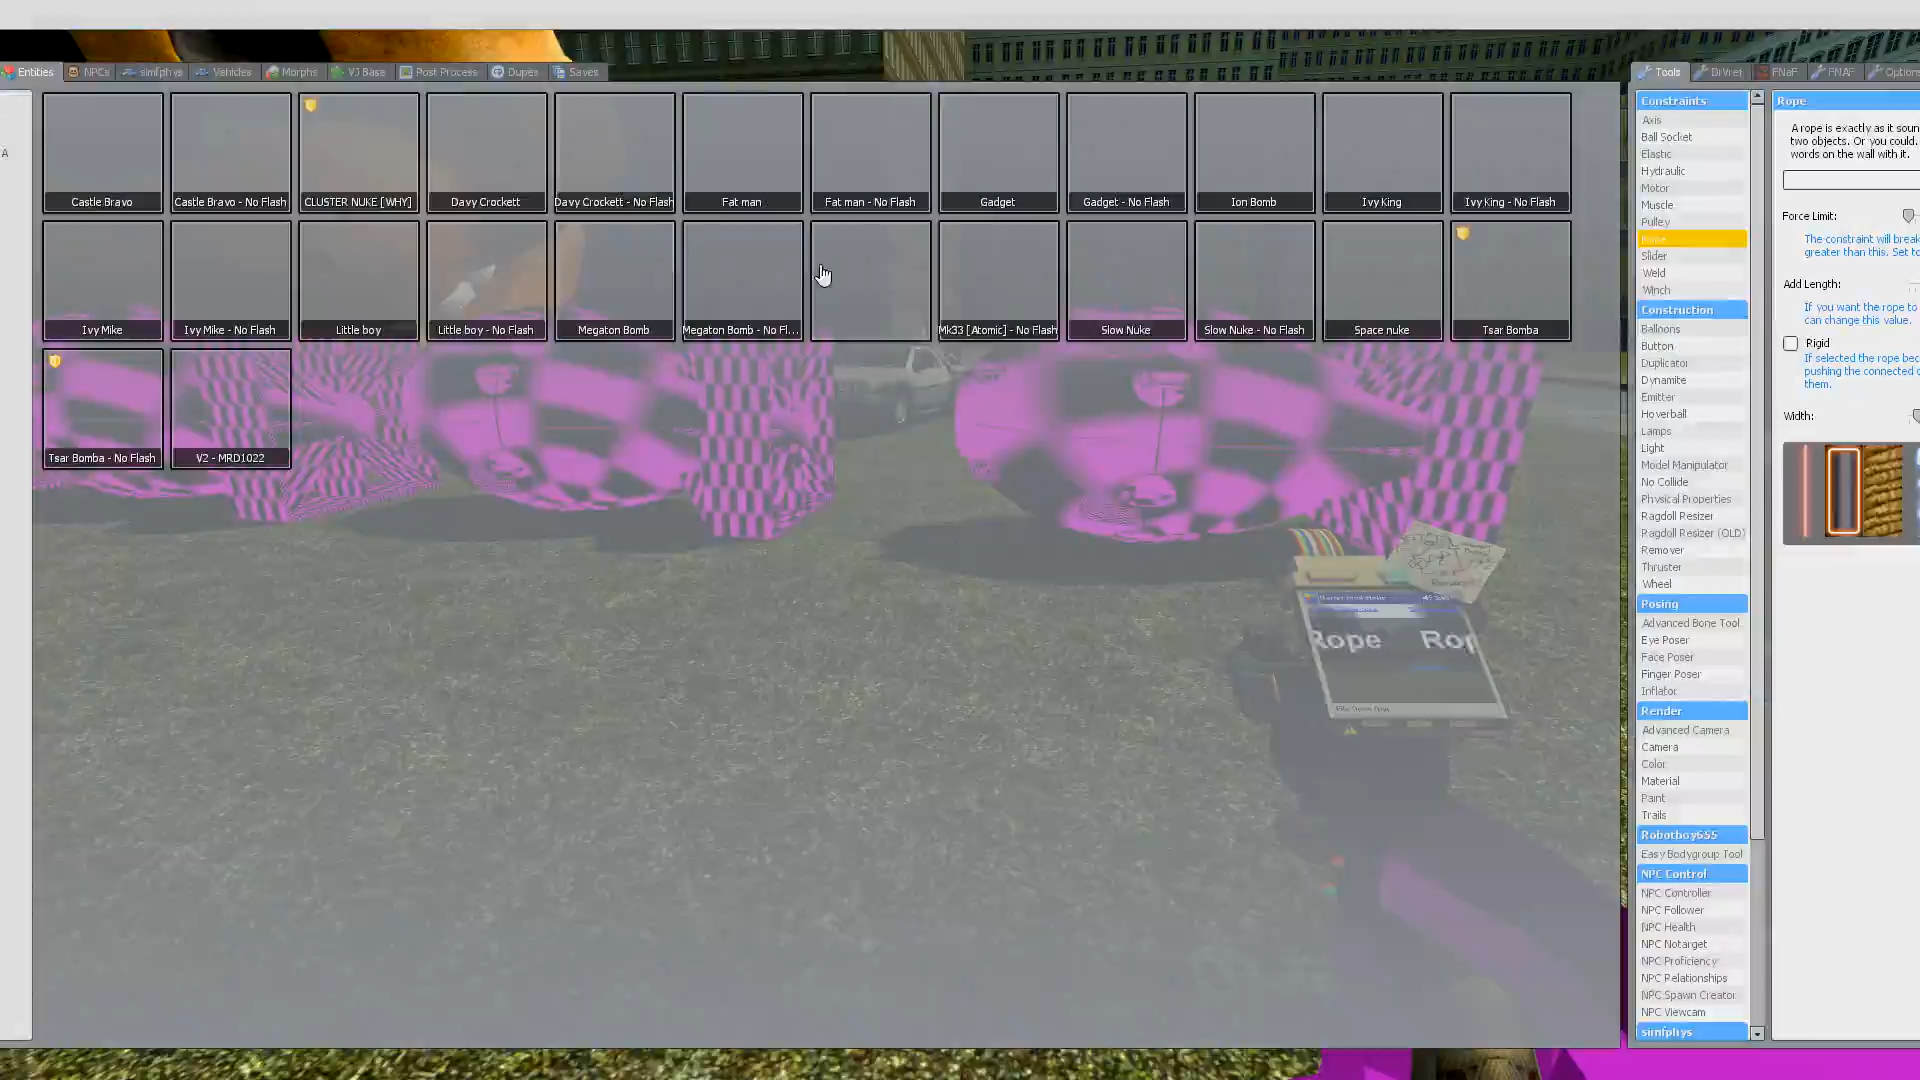 Entities NPCs simfphys Vehicles Morphs VJ Base Post Process Dupes Saves
Tools DrVrej FNaF FNAF Options
A
Castle Bravo
Castle Bravo - No Flash
CLUSTER NUKE [WHY]
Davy Crockett
Davy Crockett - No Flash
Fat man
Fat man - No Flash
Gadget
Gadget - No Flash
Ion Bomb
Ivy King
Ivy King - No Flash
Ivy Mike
Ivy Mike - No Flash
Little boy
Little boy - No Flash
Megaton Bomb
Megaton Bomb - No Fl...
Mk33 [Atomic] - No Flash
Slow Nuke
Slow Nuke - No Flash
Space nuke
Tsar Bomba
Tsar Bomba - No Flash
V2 - MRD1022
Rope Rop
Constraints
Axis
Ball Socket
Elastic
Hydraulic
Motor
Muscle
Pulley
Rope
Slider
Weld
Winch
Construction
Balloons
Button
Duplicator
Dynamite
Emitter
Hoverball
Lamps
Light
Model Manipulator
No Collide
Physical Properties
Ragdoll Resizer
Ragdoll Resizer (OLD)
Remover
Thruster
Wheel
Posing
Advanced Bone Tool
Eye Poser
Face Poser
Finger Poser
Inflator
Render
Advanced Camera
Camera
Color
Material
Paint
Trails
Robotboy655
Easy Bodygroup Tool
NPC Control
NPC Controller
NPC Follower
NPC Health
NPC Notarget
NPC Proficiency
NPC Relationships
NPC Spawn Creator
NPC Viewcam
simfphys
Rope
A rope is exactly as it soun
two objects. Or you could.
words on the wall with it.
Force Limit:
The constraint will break
greater than this. Set to
Add Length:
If you want the rope to
can change this value.
Rigid
If selected the rope bec
pushing the connected o
them.
Width: